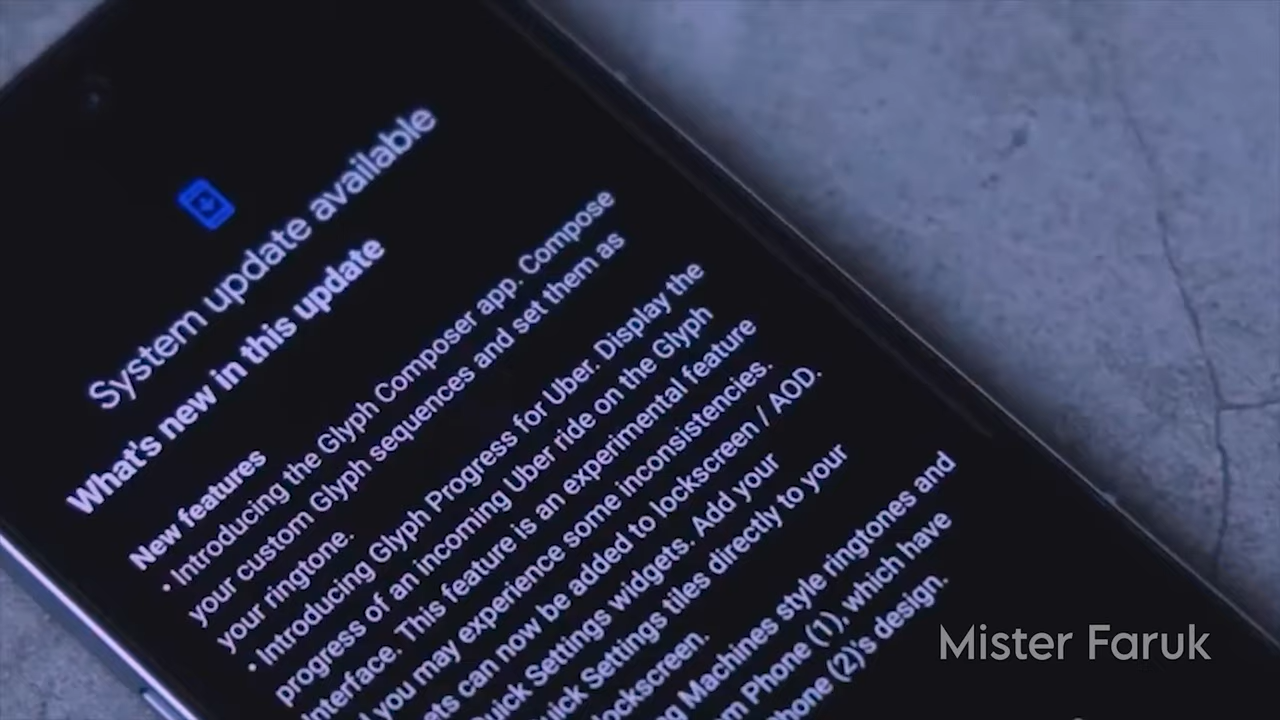 System update available
What's new in this update
New features
• Introducing the Glyph Composer app. Compose
your custom Glyph sequences and set them as
your ringtone.
• Introducing Glyph Progress for Uber. Display the
progress of an incoming Uber ride on the Glyph
Interface. This feature is an experimental feature
you may experience some inconsistencies.
can now be added to lockscreen / AOD.
Quick Settings widgets. Add your
Quick Settings tiles directly to your
lockscreen.
Machines style ringtones and
Phone (1), which have
Phone (2)'s design.
Mister Faruk